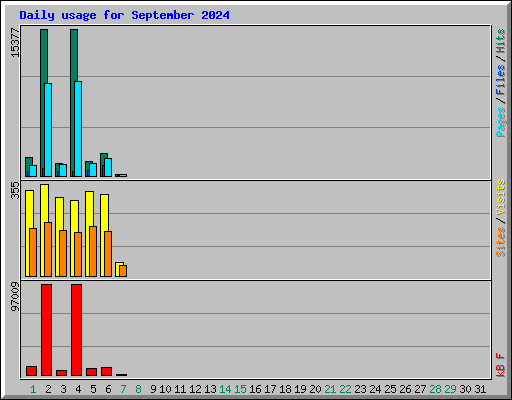 Daily usage for September 2024
15377
Pages / Files / Hits
355
Sites / Visits
97009
kB F
1 2 3 4 5 6 7 8 9 10 11 12 13 14 15 16 17 18 19 20 21 22 23 24 25 26 27 28 29 30 31